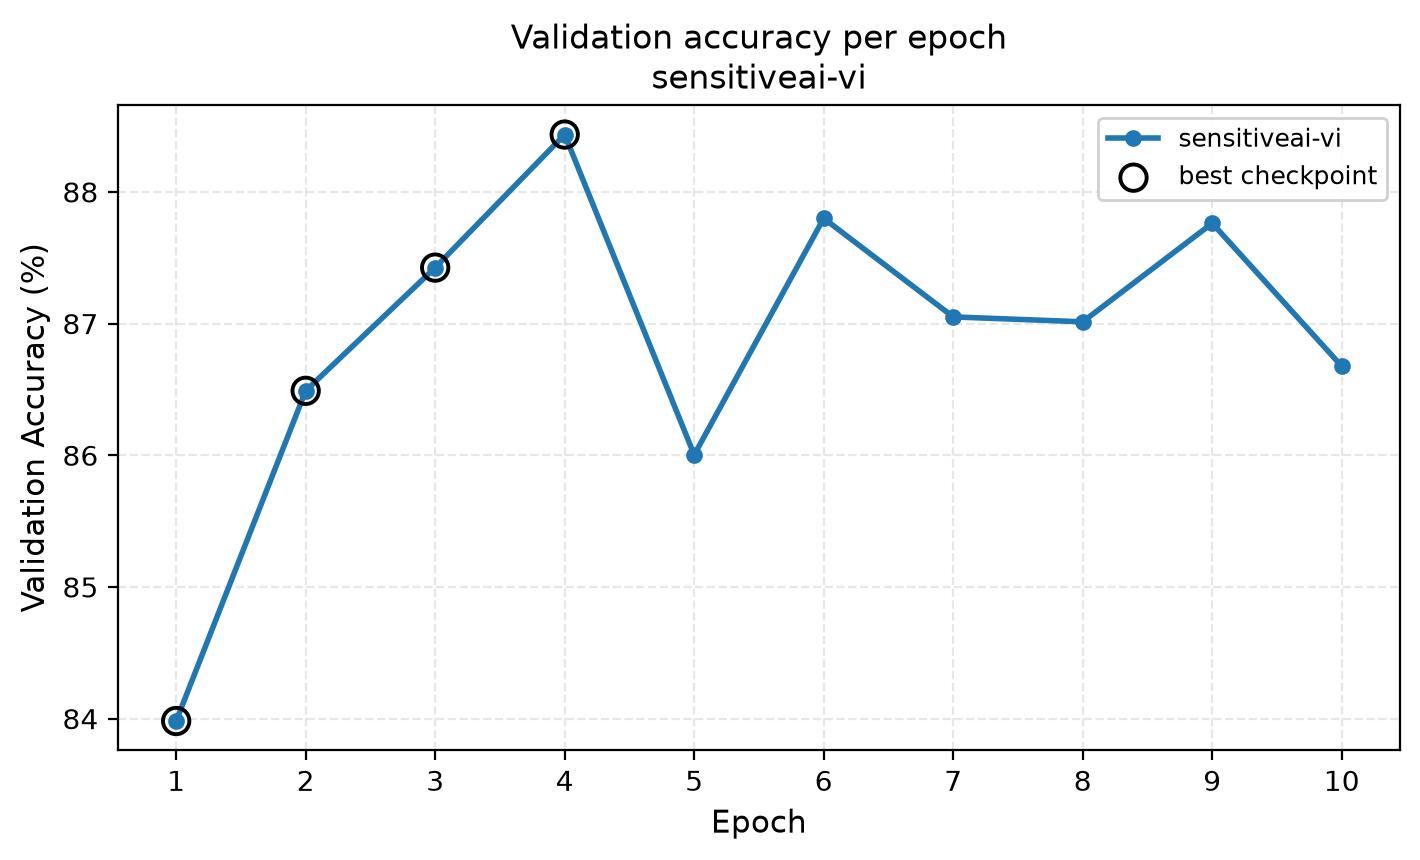 Validation accuracy per epoch
sensitiveai-vi
sensitiveai-vi
best checkpoint
Validation Accuracy (%)
88
87
86
85
84
1 2 3 4 5 6 7 8 9 10
Epoch